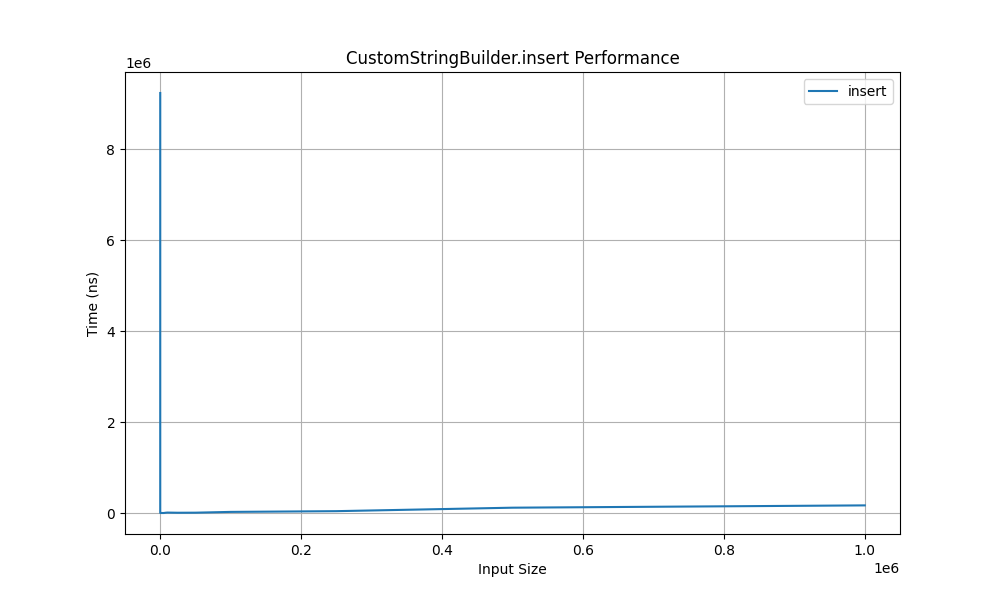 CustomStringBuilder.insert Performance
1e6
insert
8
6
4
2
0
Time (ns)
0.0 0.2 0.4 0.6 0.8 1.0
1e6
Input Size